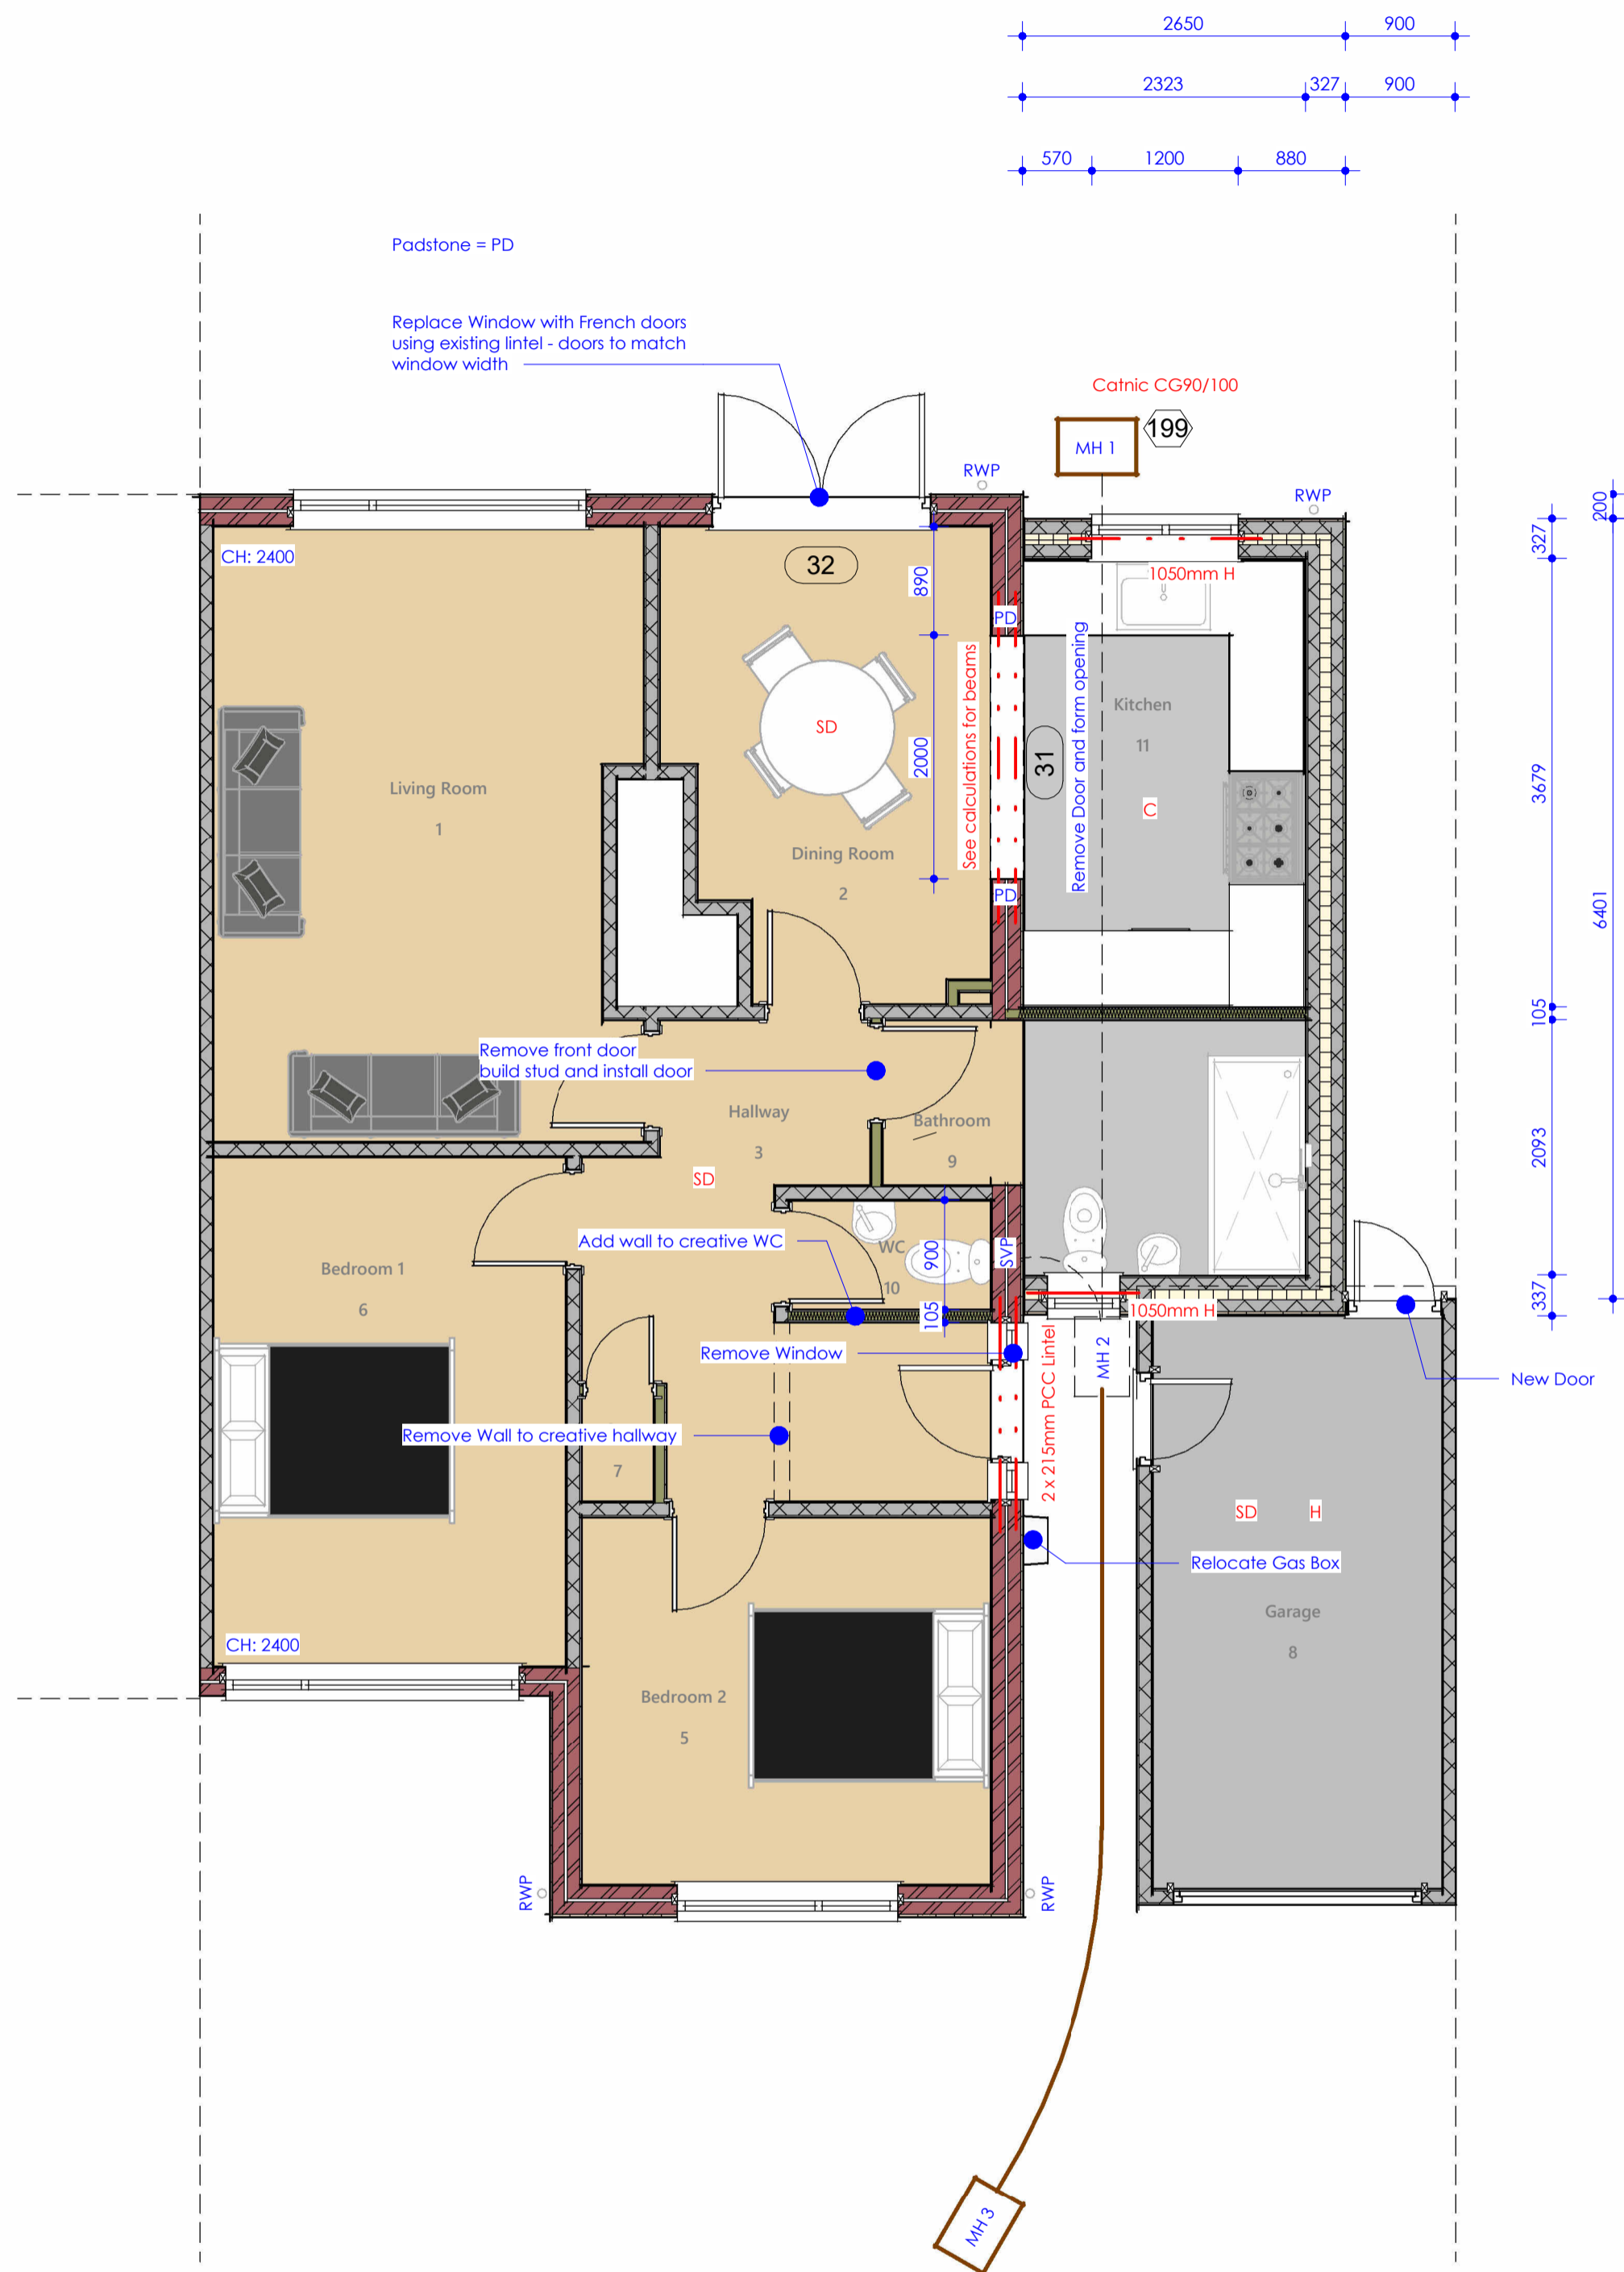 2650
900
2323
327
900
570
1200
880
Padstone = PD
Replace Window with French doors
using existing lintel - doors to match
window width
Catnic CG90/100
MH 1
199
RWP
RWP
200
327
CH: 2400
32
890
1050mm H
PD
See calculations for beams
Remove Door and form opening
Kitchen
11
SD
2000
31
C
3679
Living Room
1
Dining Room
2
PD
6401
105
Remove front door
build stud and install door
Hallway
3
Bathroom
9
2093
SD
Add wall to creative WC
WC
10
900
SVP
Bedroom 1
6
105
1050mm H
337
Remove Window
2 x 215mm PCC Lintel
MH 2
New Door
Remove Wall to creative hallway
7
SD
H
Relocate Gas Box
Garage
8
CH: 2400
Bedroom 2
5
RWP
RWP
MH 3